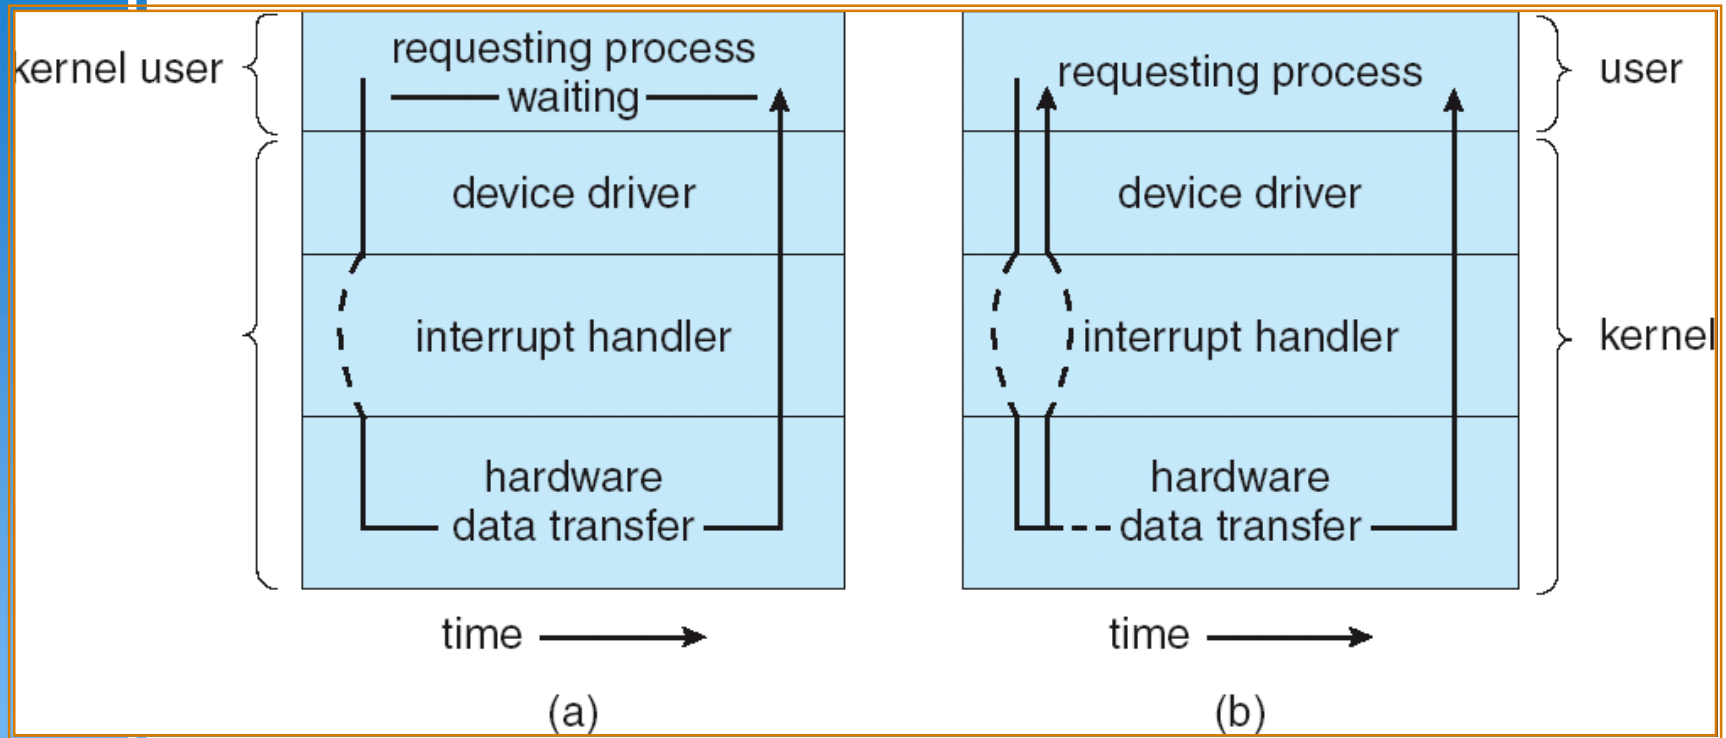 kernel user
requesting process
waiting
device driver
interrupt handler
hardware
data transfer
time
(a)
requesting process
device driver
interrupt handler
hardware
data transfer
time
(b)
user
kernel